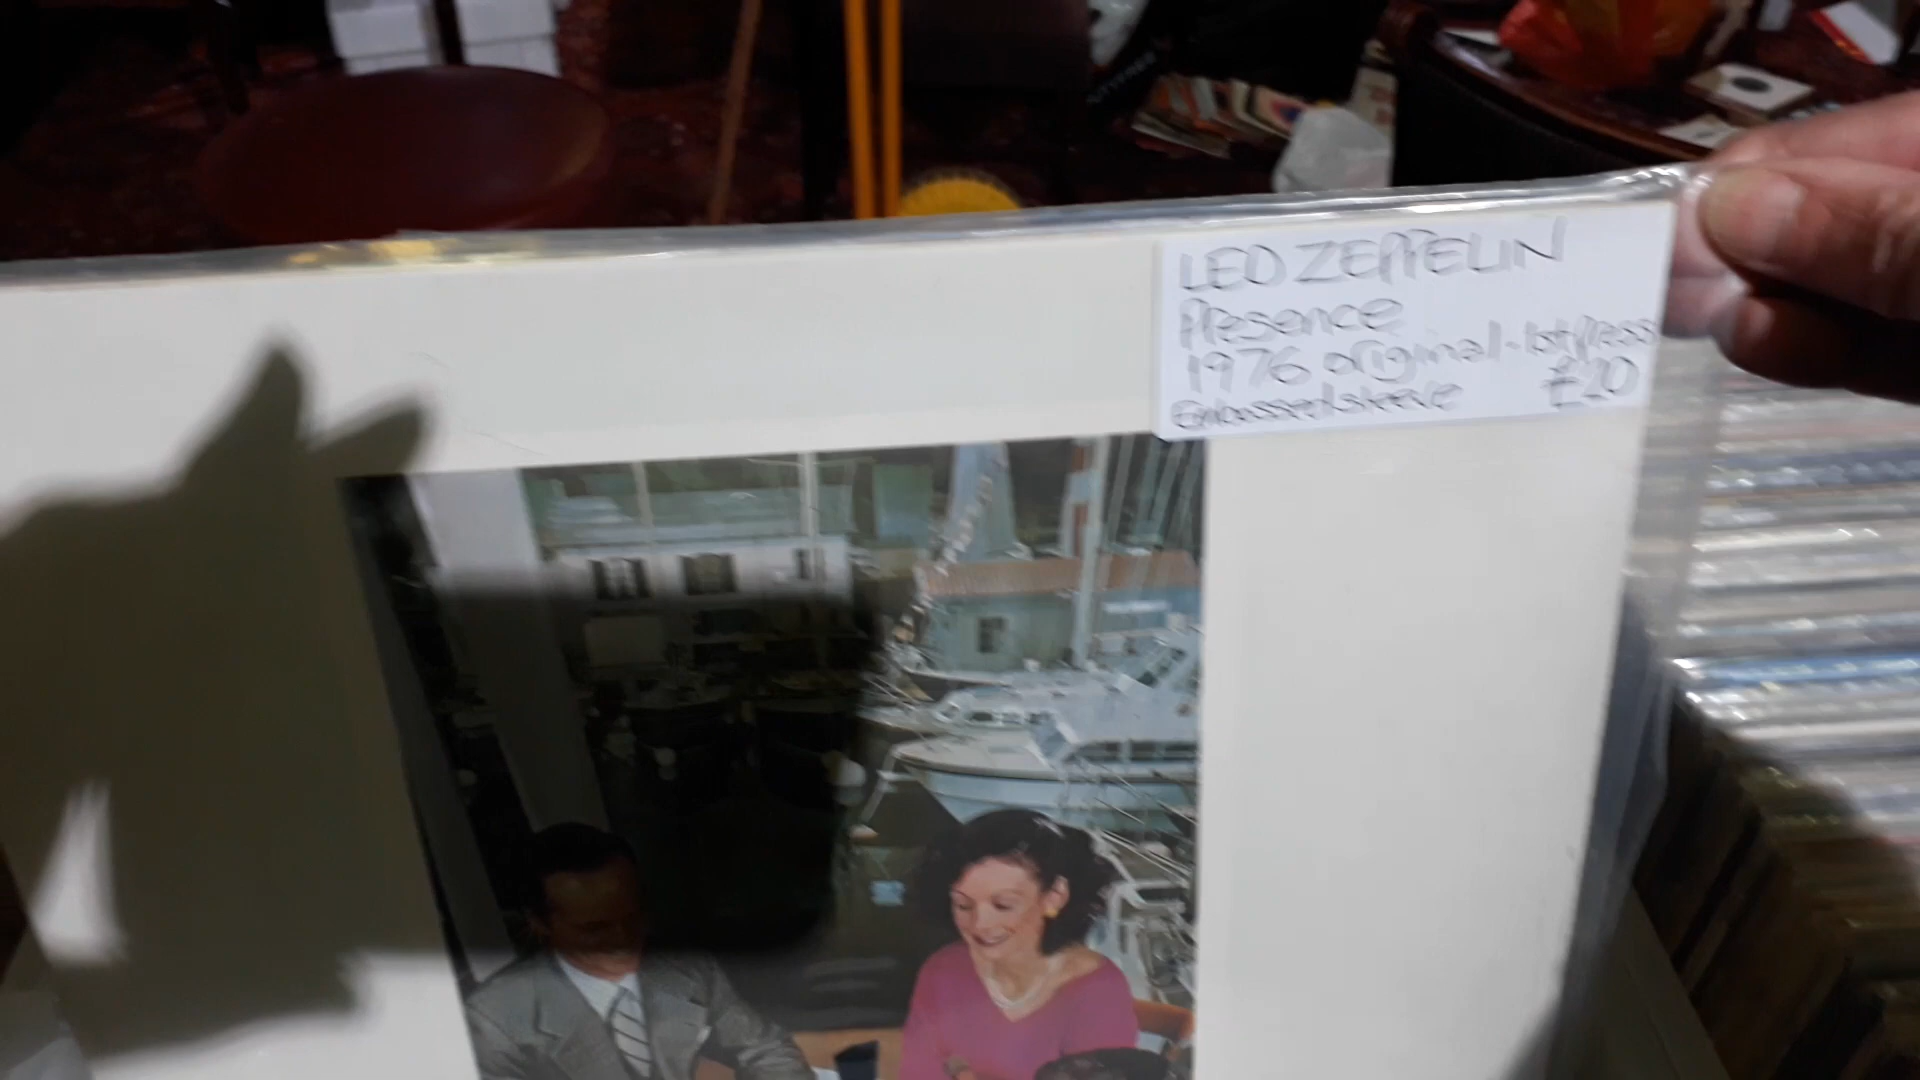 LED ZEPPELIN
Presence
1976 original - 1st Press
Embossed sleeve £20